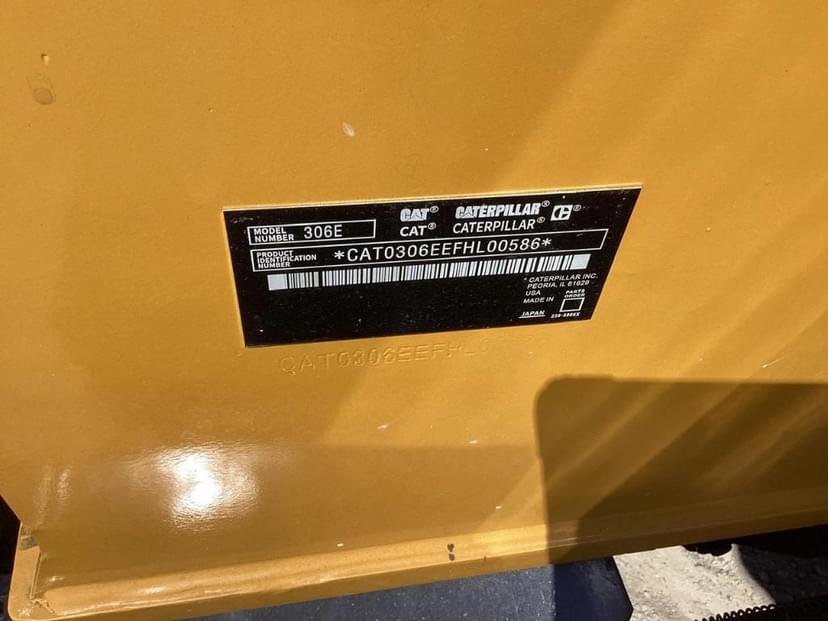 CAT® CATERPILLAR®
MODEL NUMBER 306E CAT® CATERPILLAR®
PRODUCT IDENTIFICATION NUMBER *CAT0306EEFHL00586*
* CATERPILLAR INC.
PEORIA, IL 61629
USA
MADE IN
JAPAN
PARTS ORDER
CAT0306EEFHL